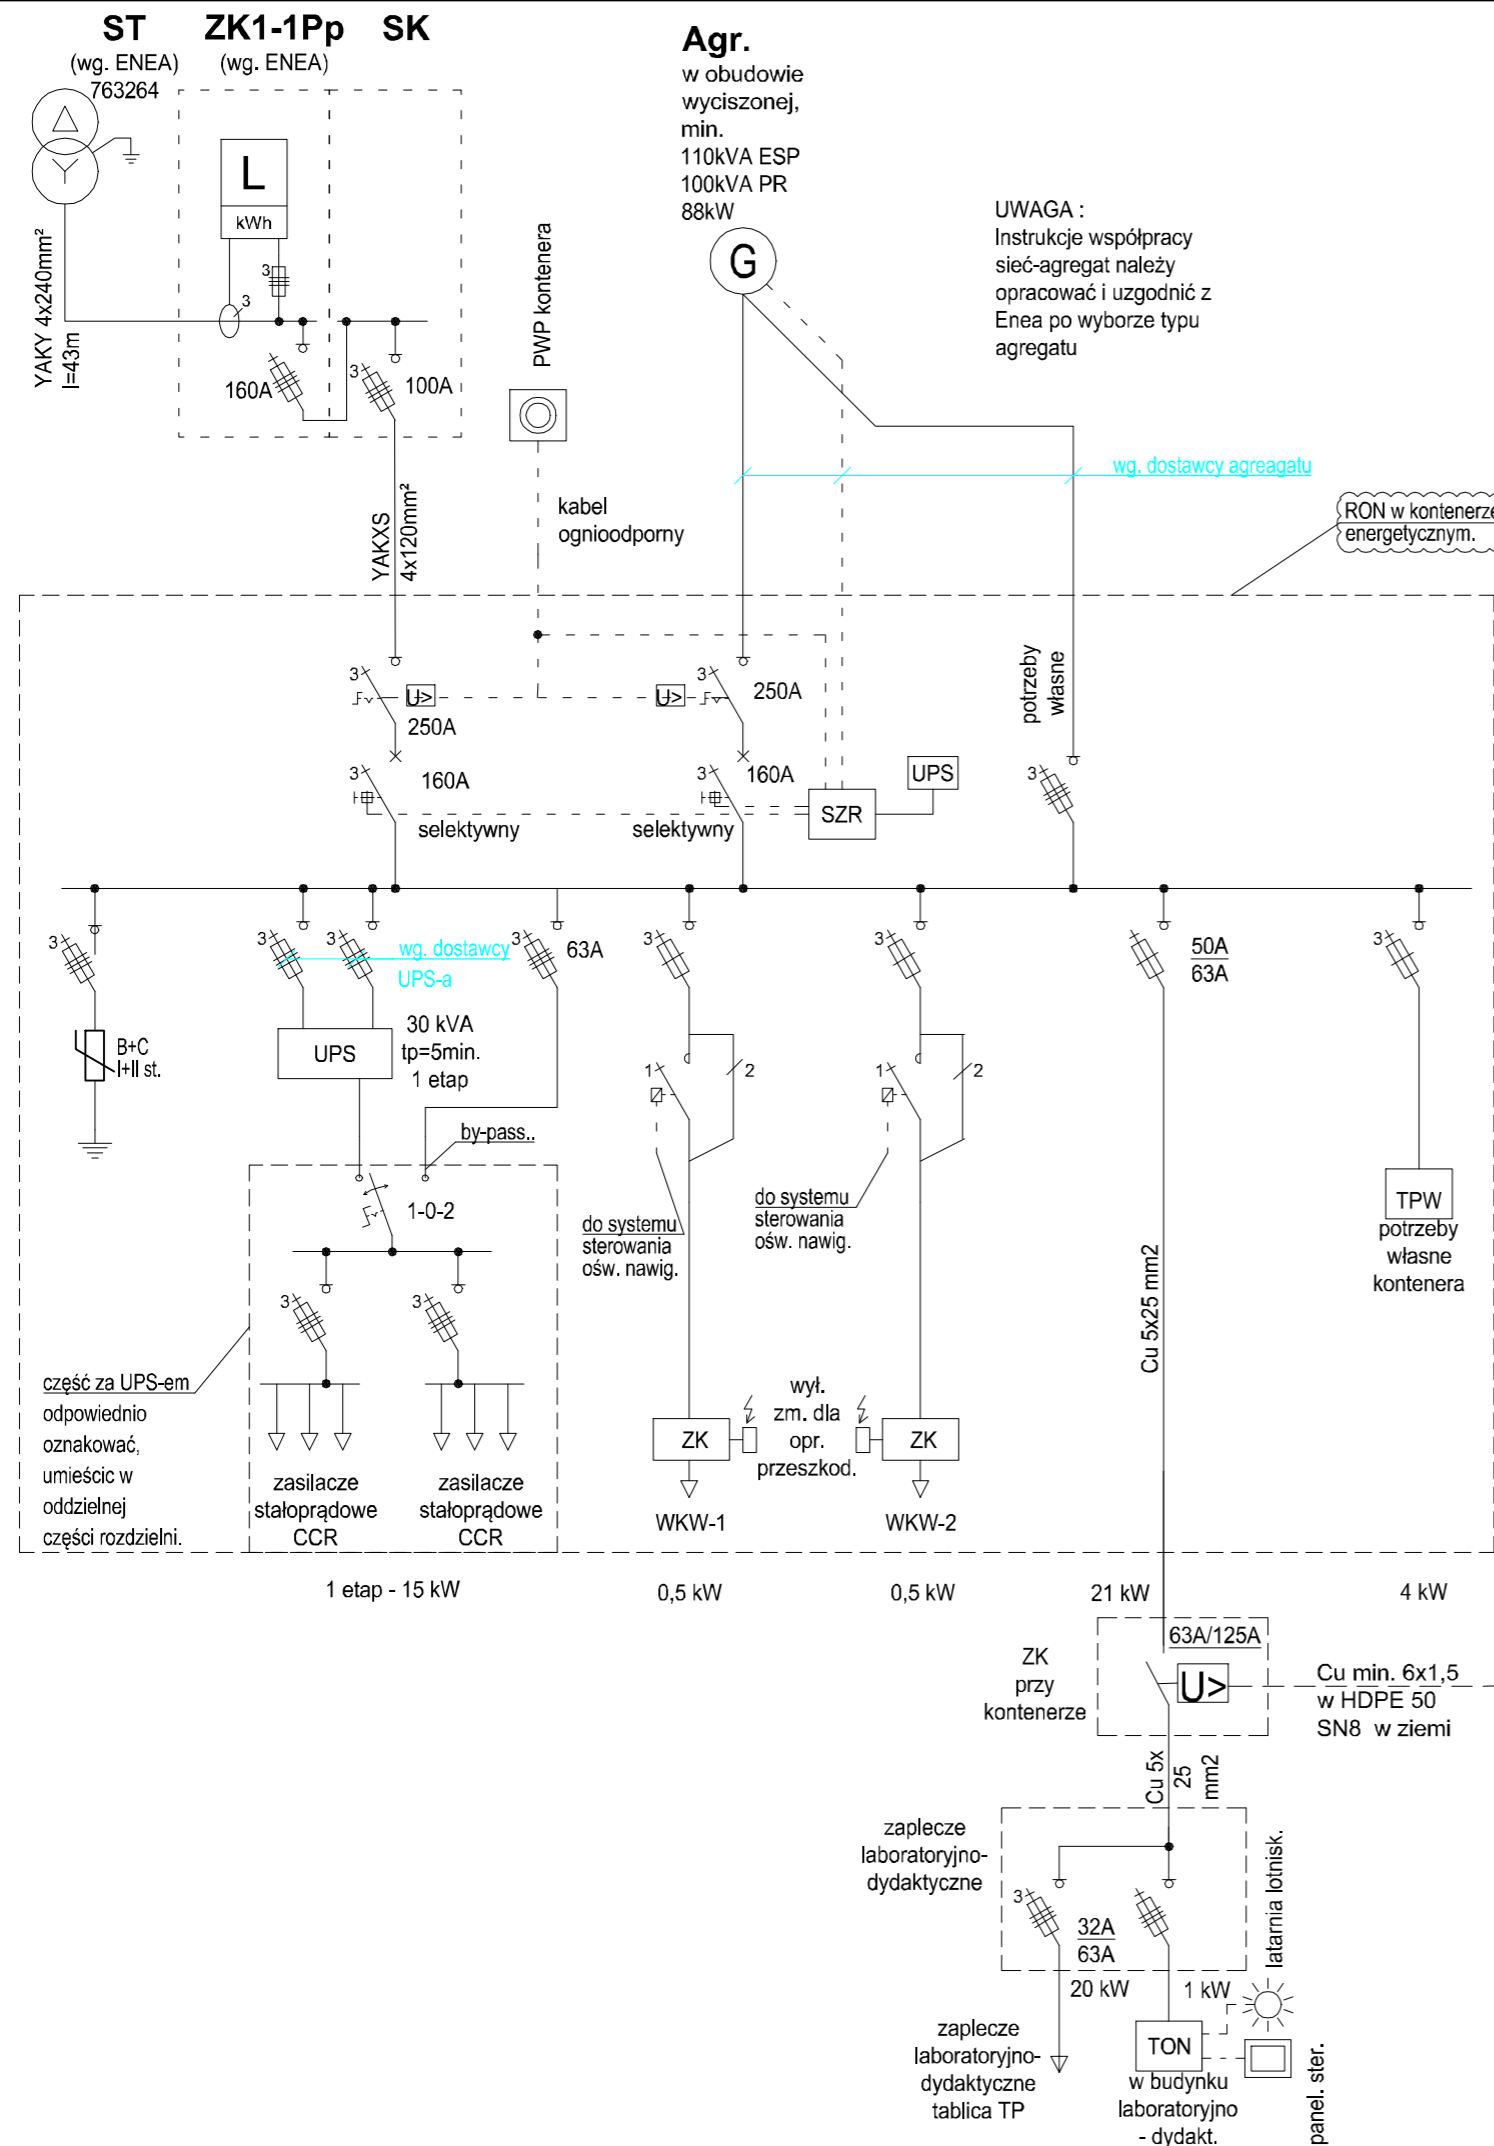 ST
(wg. ENEA)
763264
ZK1-1Pp
(wg. ENEA)
SK
L
kWh
3
3
160A
3
100A
YAKY 4x240mm²
l=43m
YAKXS
4x120mm²
PWP kontenera
kabel
ognioodporny
Agr.
w obudowie
wyciszonej,
min.
110kVA ESP
100kVA PR
88kW
G
UWAGA :
Instrukcje współpracy
sieć-agregat należy
opracować i uzgodnić z
Enea po wyborze typu
agregatu
wg. dostawcy agreagatu
RON w kontenerze
energetycznym.
3
U>
250A
3
160A
selektywny
U>
3
250A
3
160A
selektywny
SZR
UPS
potrzeby
własne
3
3
B+C
I+II st.
3
3
wg. dostawcy
UPS-a
3
63A
UPS
30 kVA
tp=5min.
1 etap
by-pass..
1-0-2
3
3
część za UPS-em
odpowiednio
oznakować,
umieścic w
oddzielnej
części rozdzielni.
zasilacze
stałoprądowe
CCR
zasilacze
stałoprądowe
CCR
3
1
2
do systemu
sterowania
ośw. nawig.
ZK
WKW-1
wył.
zm. dla
opr.
przeszkod.
3
1
2
do systemu
sterowania
ośw. nawig.
ZK
WKW-2
3
50A
63A
Cu 5x25 mm2
3
TPW
potrzeby
własne
kontenera
1 etap - 15 kW
0,5 kW
0,5 kW
21 kW
4 kW
ZK
przy
kontenerze
63A/125A
U>
Cu min. 6x1,5
w HDPE 50
SN8 w ziemi
Cu 5x
25
mm2
zaplecze
laboratoryjno-
dydaktyczne
3
32A
63A
20 kW
1 kW
latarnia lotnisk.
zaplecze
laboratoryjno-
dydaktyczne
tablica TP
TON
w budynku
laboratoryjno
- dydakt.
panel. ster.